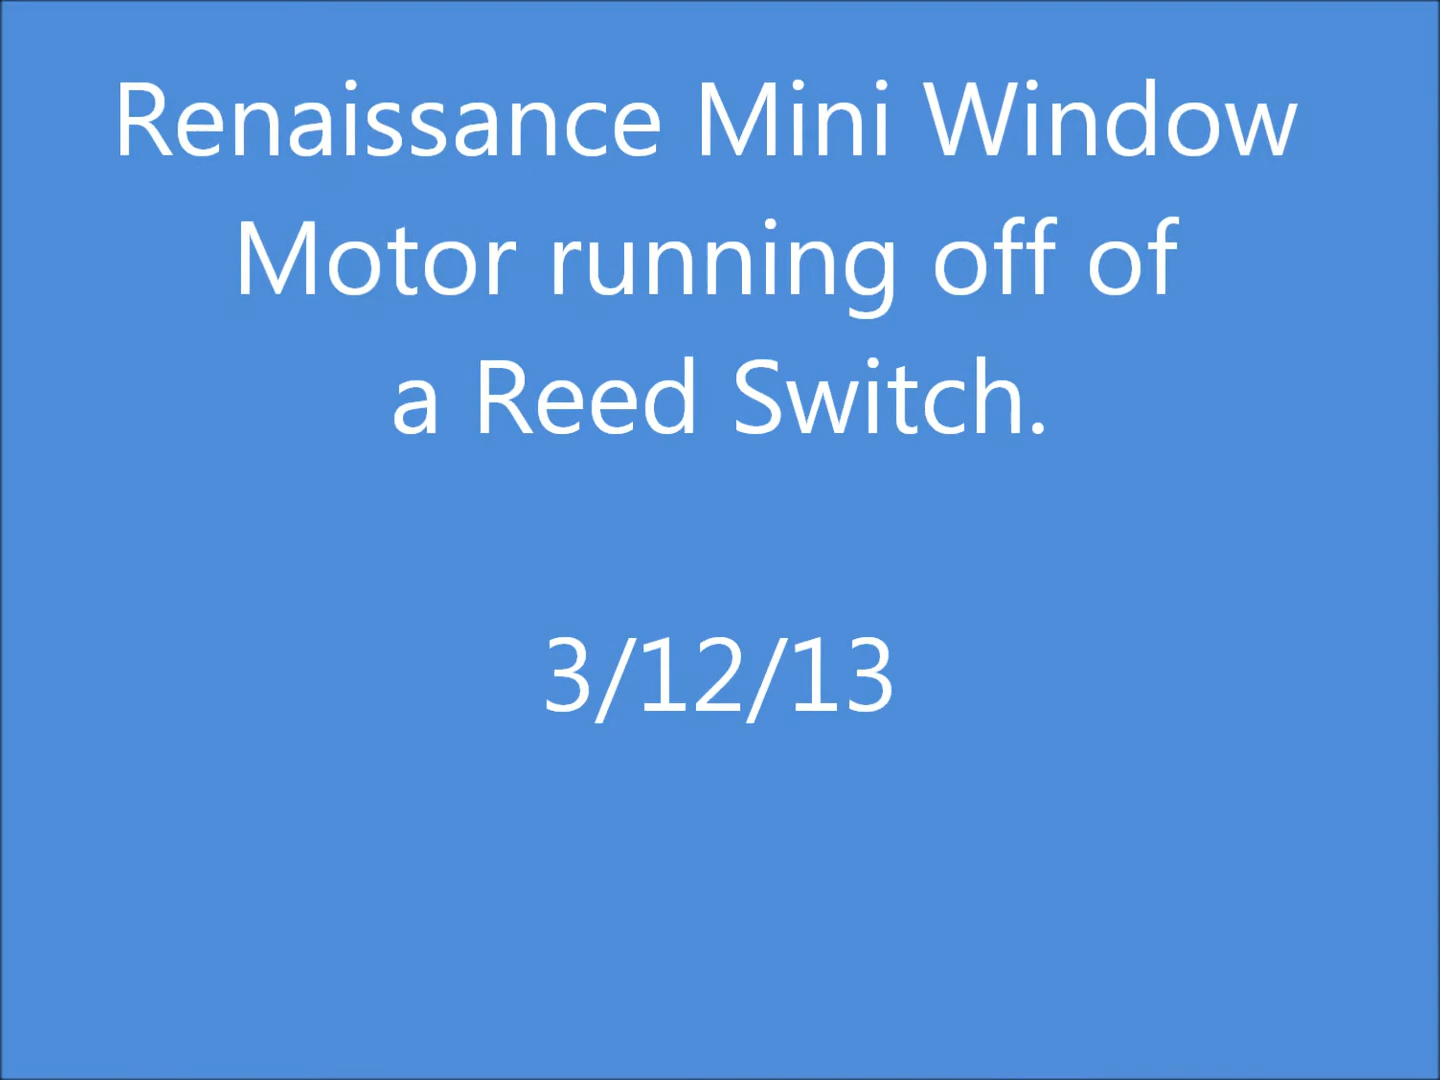 Renaissance Mini Window
Motor running off of
a Reed Switch.
3/12/13